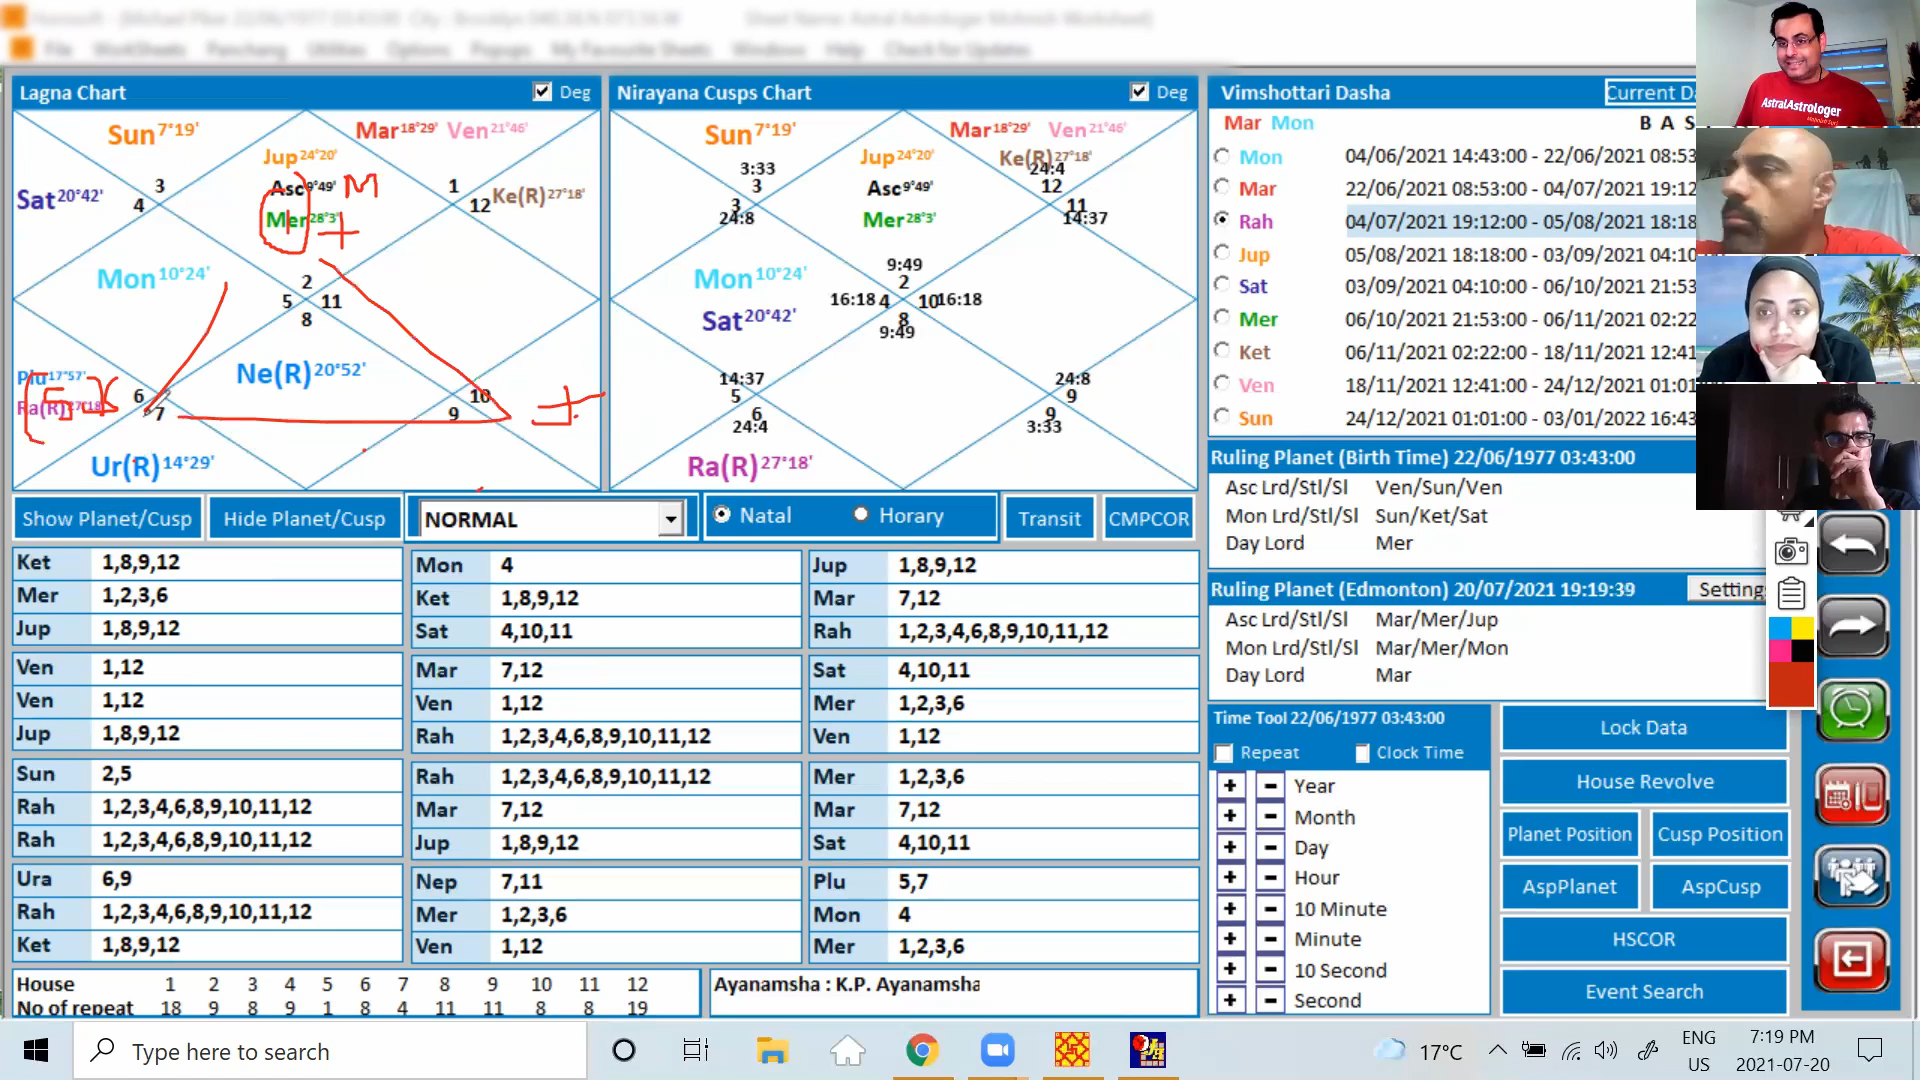 File WorkSheets Panchang Utilities Options Popups My Favourite Sheets Windows Help Check for Updates
Lagna Chart Deg
Sun 7°19'
Mar 18°29' Ven 21°46'
Jup 24°20'
Asc 9°49' M
Mer 28°3'
Sat 20°42'
3
4
1
12
Ke(R) 27°18'
Mon 10°24'
2
5 11
8
Ne(R) 20°52'
Plu 17°57'
Ra(R) 27°18'
6
7
10
9
Ur(R) 14°29'
Nirayana Cusps Chart Deg
Sun 7°19'
Mar 18°29' Ven 21°46'
Jup 24°20'
Ke(R) 27°18'
3:33
3
3
24:8
Asc 9°49'
Mer 28°3'
24:4
12
11
14:37
Mon 10°24'
Sat 20°42'
9:49
2
16:18 4 10 16:18
8
9:49
14:37
5
6
24:4
24:8
9
9
3:33
Ra(R) 27°18'
Vimshottari Dasha Current D
Mar Mon B A S
Mon 04/06/2021 14:43:00 - 22/06/2021 08:53
Mar 22/06/2021 08:53:00 - 04/07/2021 19:12
Rah 04/07/2021 19:12:00 - 05/08/2021 18:18
Jup 05/08/2021 18:18:00 - 03/09/2021 04:10
Sat 03/09/2021 04:10:00 - 06/10/2021 21:53
Mer 06/10/2021 21:53:00 - 06/11/2021 02:22
Ket 06/11/2021 02:22:00 - 18/11/2021 12:41
Ven 18/11/2021 12:41:00 - 24/12/2021 01:01
Sun 24/12/2021 01:01:00 - 03/01/2022 16:43
AstralAstrologer
Ruling Planet (Birth Time) 22/06/1977 03:43:00
Asc Lrd/Stl/Sl Ven/Sun/Ven
Mon Lrd/Stl/Sl Sun/Ket/Sat
Day Lord Mer
Ruling Planet (Edmonton) 20/07/2021 19:19:39 Setting
Asc Lrd/Stl/Sl Mar/Mer/Jup
Mon Lrd/Stl/Sl Mar/Mer/Mon
Day Lord Mar
Show Planet/Cusp Hide Planet/Cusp NORMAL Natal Horary Transit CMPCOR
Ket 1,8,9,12
Mer 1,2,3,6
Jup 1,8,9,12
Ven 1,12
Ven 1,12
Jup 1,8,9,12
Sun 2,5
Rah 1,2,3,4,6,8,9,10,11,12
Rah 1,2,3,4,6,8,9,10,11,12
Ura 6,9
Rah 1,2,3,4,6,8,9,10,11,12
Ket 1,8,9,12
Mon 4
Ket 1,8,9,12
Sat 4,10,11
Mar 7,12
Ven 1,12
Rah 1,2,3,4,6,8,9,10,11,12
Rah 1,2,3,4,6,8,9,10,11,12
Mar 7,12
Jup 1,8,9,12
Nep 7,11
Mer 1,2,3,6
Ven 1,12
Jup 1,8,9,12
Mar 7,12
Rah 1,2,3,4,6,8,9,10,11,12
Sat 4,10,11
Mer 1,2,3,6
Ven 1,12
Mer 1,2,3,6
Mar 7,12
Sat 4,10,11
Plu 5,7
Mon 4
Mer 1,2,3,6
House 1 2 3 4 5 6 7 8 9 10 11 12
No of repeat 18 9 8 9 1 8 4 11 11 8 8 19
Ayanamsha : K.P. Ayanamsha
Time Tool 22/06/1977 03:43:00
Repeat Clock Time
+ - Year
+ - Month
+ - Day
+ - Hour
+ - 10 Minute
+ - Minute
+ - 10 Second
+ - Second
Lock Data
House Revolve
Planet Position Cusp Position
AspPlanet AspCusp
HSCOR
Event Search
Type here to search
17°C
ENG
US
7:19 PM
2021-07-20